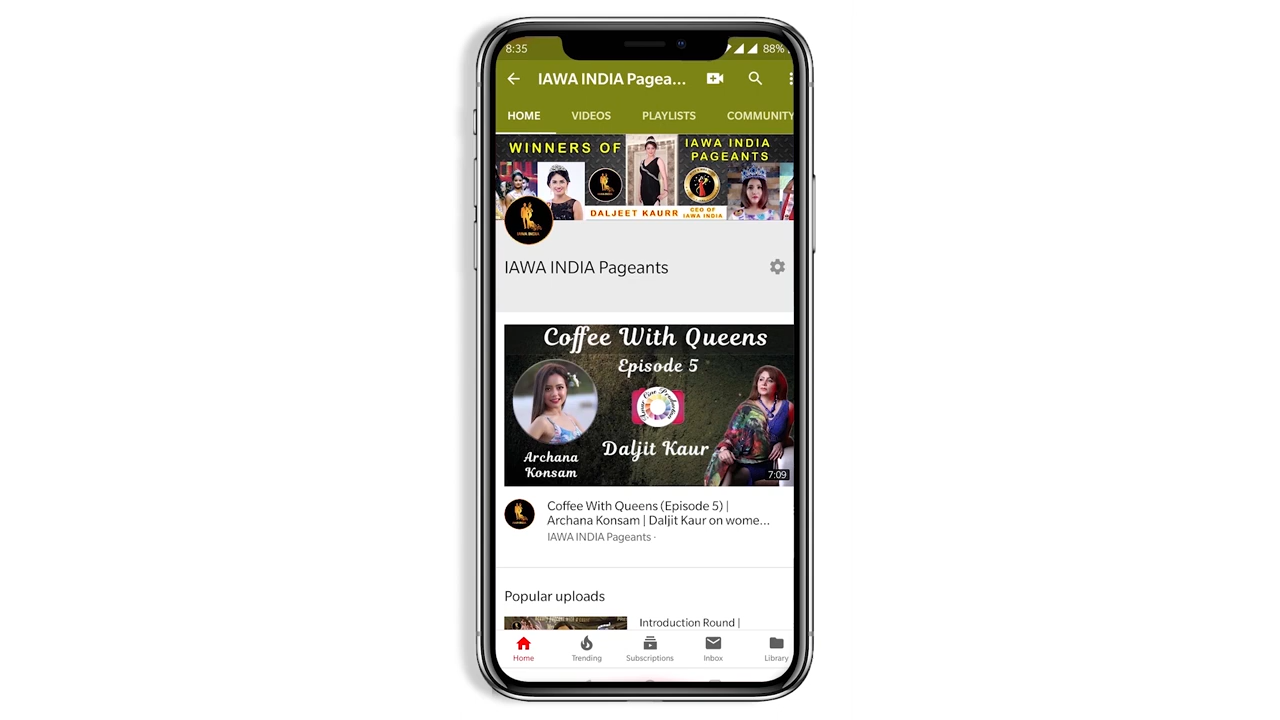 8:35
88%
IAWA INDIA Pagea...
HOME VIDEOS PLAYLISTS COMMUNITY
WINNERS OF
IAWA INDIA
PAGEANTS
DALJEET KAURR
CEO OF
IAWA INDIA
IAWA INDIA
IAWA INDIA Pageants
Coffee With Queens
Episode 5
Daljit Kaur
Archana
Konsam
7:09
Coffee With Queens (Episode 5) |
Archana Konsam | Daljit Kaur on wome...
IAWA INDIA Pageants ·
Popular uploads
Introduction Round |
Home Trending Subscriptions Inbox Library